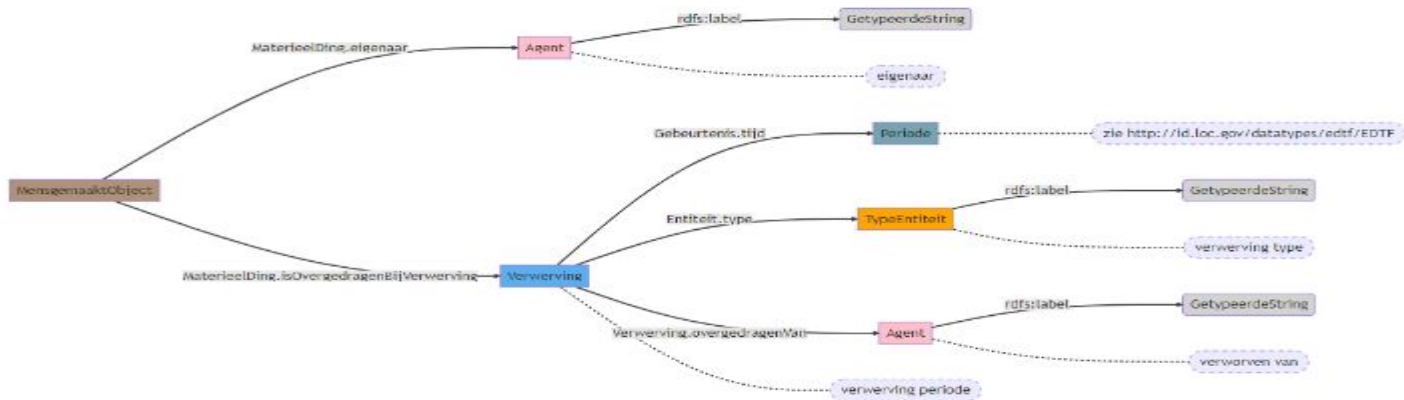 rdfs:label
GetypeerdeString
MaterieelDing.eigenaar
Agent
eigenaar
Gebeurtenis.tijd
Periode
zie http://id.loc.gov/datatypes/edtf/EDTF
MensgemaaktObject
rdfs:label
GetypeerdeString
Entiteit.type
TypeEntiteit
verwerving type
MaterieelDing.isOvergedragenBijVerwerving
Verwerving
rdfs:label
GetypeerdeString
Verwerving.overgedragenVan
Agent
verworven van
verwerving periode